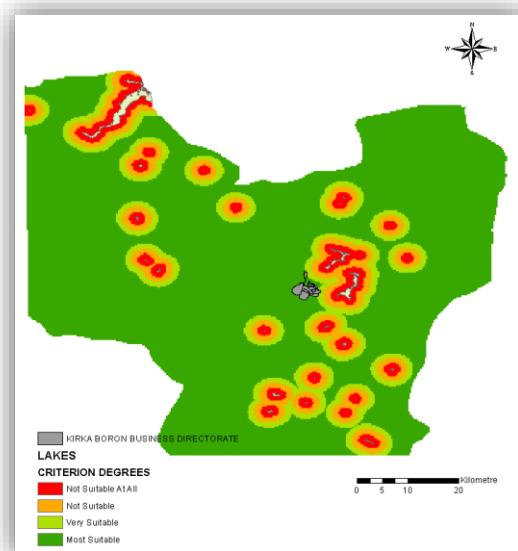 N
W E
S
KIRKA BORON BUSINESS DIRECTORATE
LAKES
CRITERION DEGREES
Not Suitable At All
Not Suitable
Very Suitable
Most Suitable
Kilometre
0 5 10 20